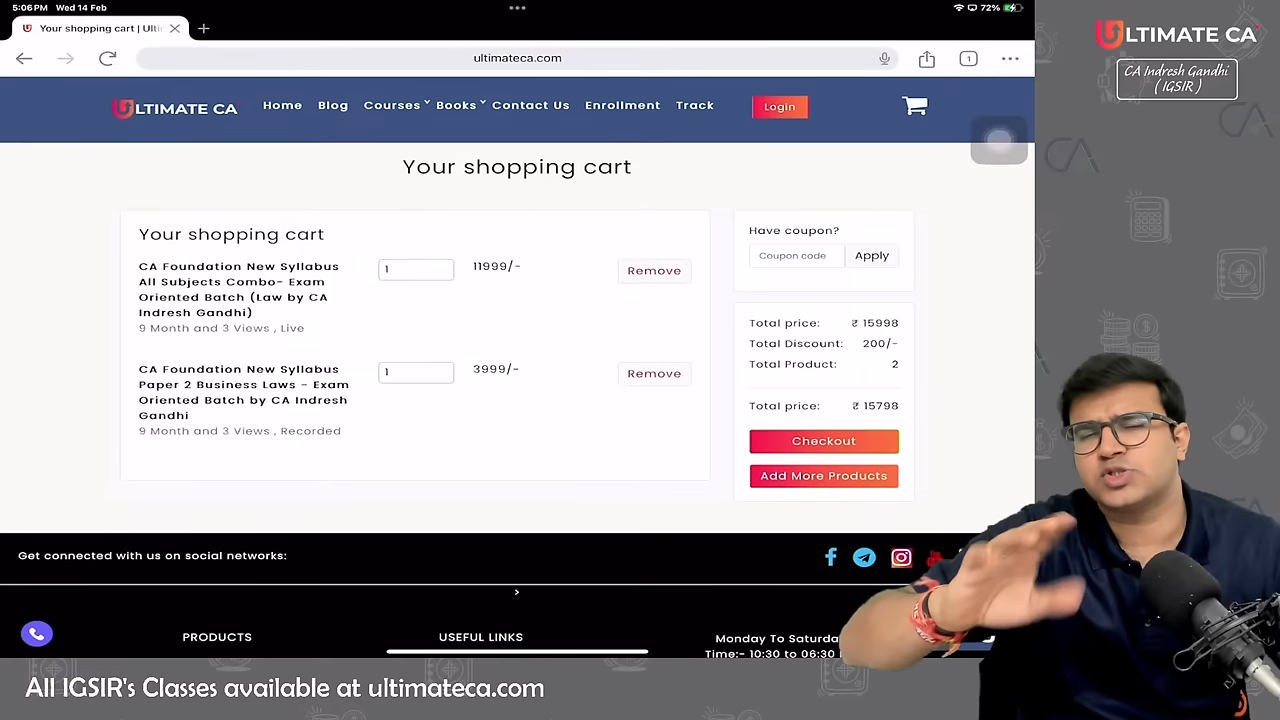 5:06PM Wed 14 Feb
72%
Your shopping cart | Ulti
ultimateca.com
1
ULTIMATE CA
CA Indresh Gandhi
( IGSIR )
ULTIMATE CA
Home Blog Courses Books Contact Us Enrollment Track Login
Your shopping cart
Your shopping cart
CA Foundation New Syllabus
All Subjects Combo- Exam
Oriented Batch (Law by CA
Indresh Gandhi)
9 Month and 3 Views , Live
1
11999/-
Remove
CA Foundation New Syllabus
Paper 2 Business Laws - Exam
Oriented Batch by CA Indresh
Gandhi
9 Month and 3 Views , Recorded
1
3999/-
Remove
Have coupon?
Coupon code Apply
Total price: ₹ 15998
Total Discount: 200/-
Total Product: 2
Total price: ₹ 15798
Checkout
Add More Products
Get connected with us on social networks:
PRODUCTS
USEFUL LINKS
Monday To Saturda
Time:- 10:30 to 06:30
All IGSIR's Classes available at ultimateca.com